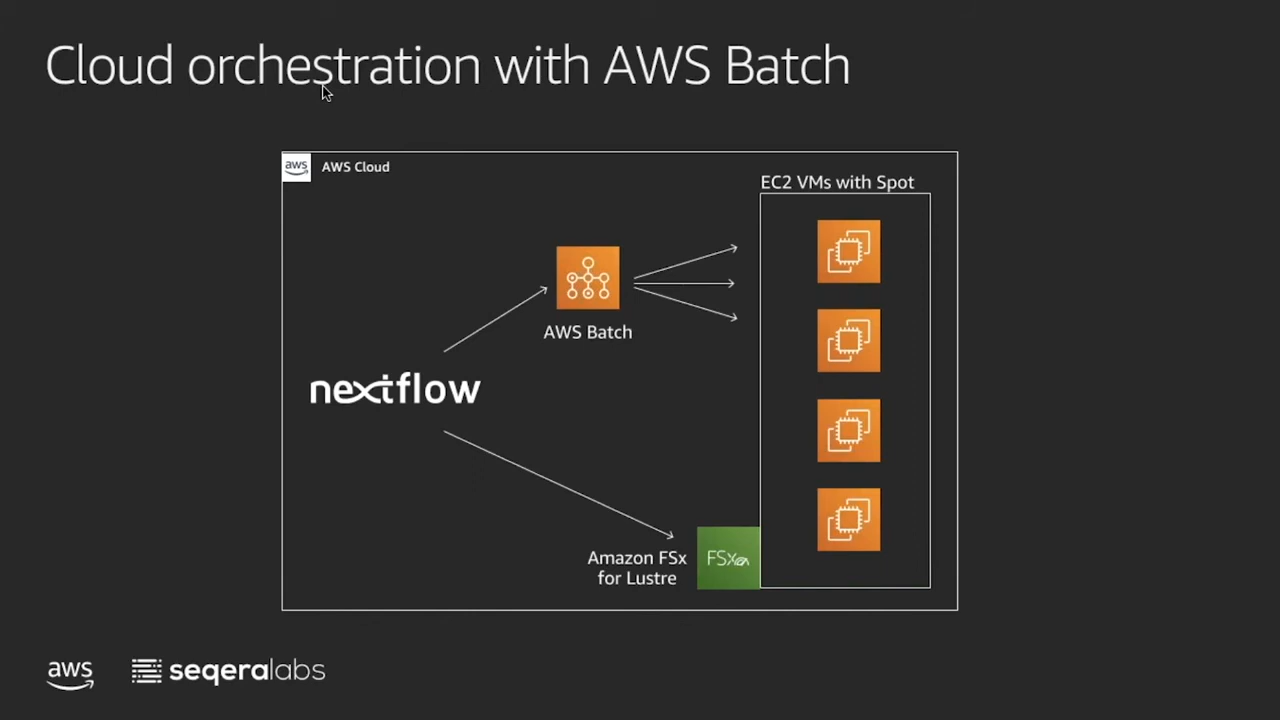 Cloud orchestration with AWS Batch
aws
AWS Cloud
EC2 VMs with Spot
AWS Batch
nextflow
Amazon FSx
for Lustre
FSx
aws
seqeralabs